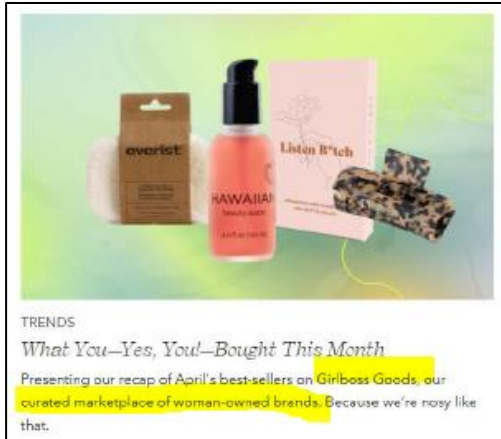 everist
HAWAIIAN
beauty water
Listen B*tch
TRENDS
What You—Yes, You!—Bought This Month
Presenting our recap of April's best-sellers on Girlboss Goods, our
curated marketplace of woman-owned brands. Because we're nosy like
that.